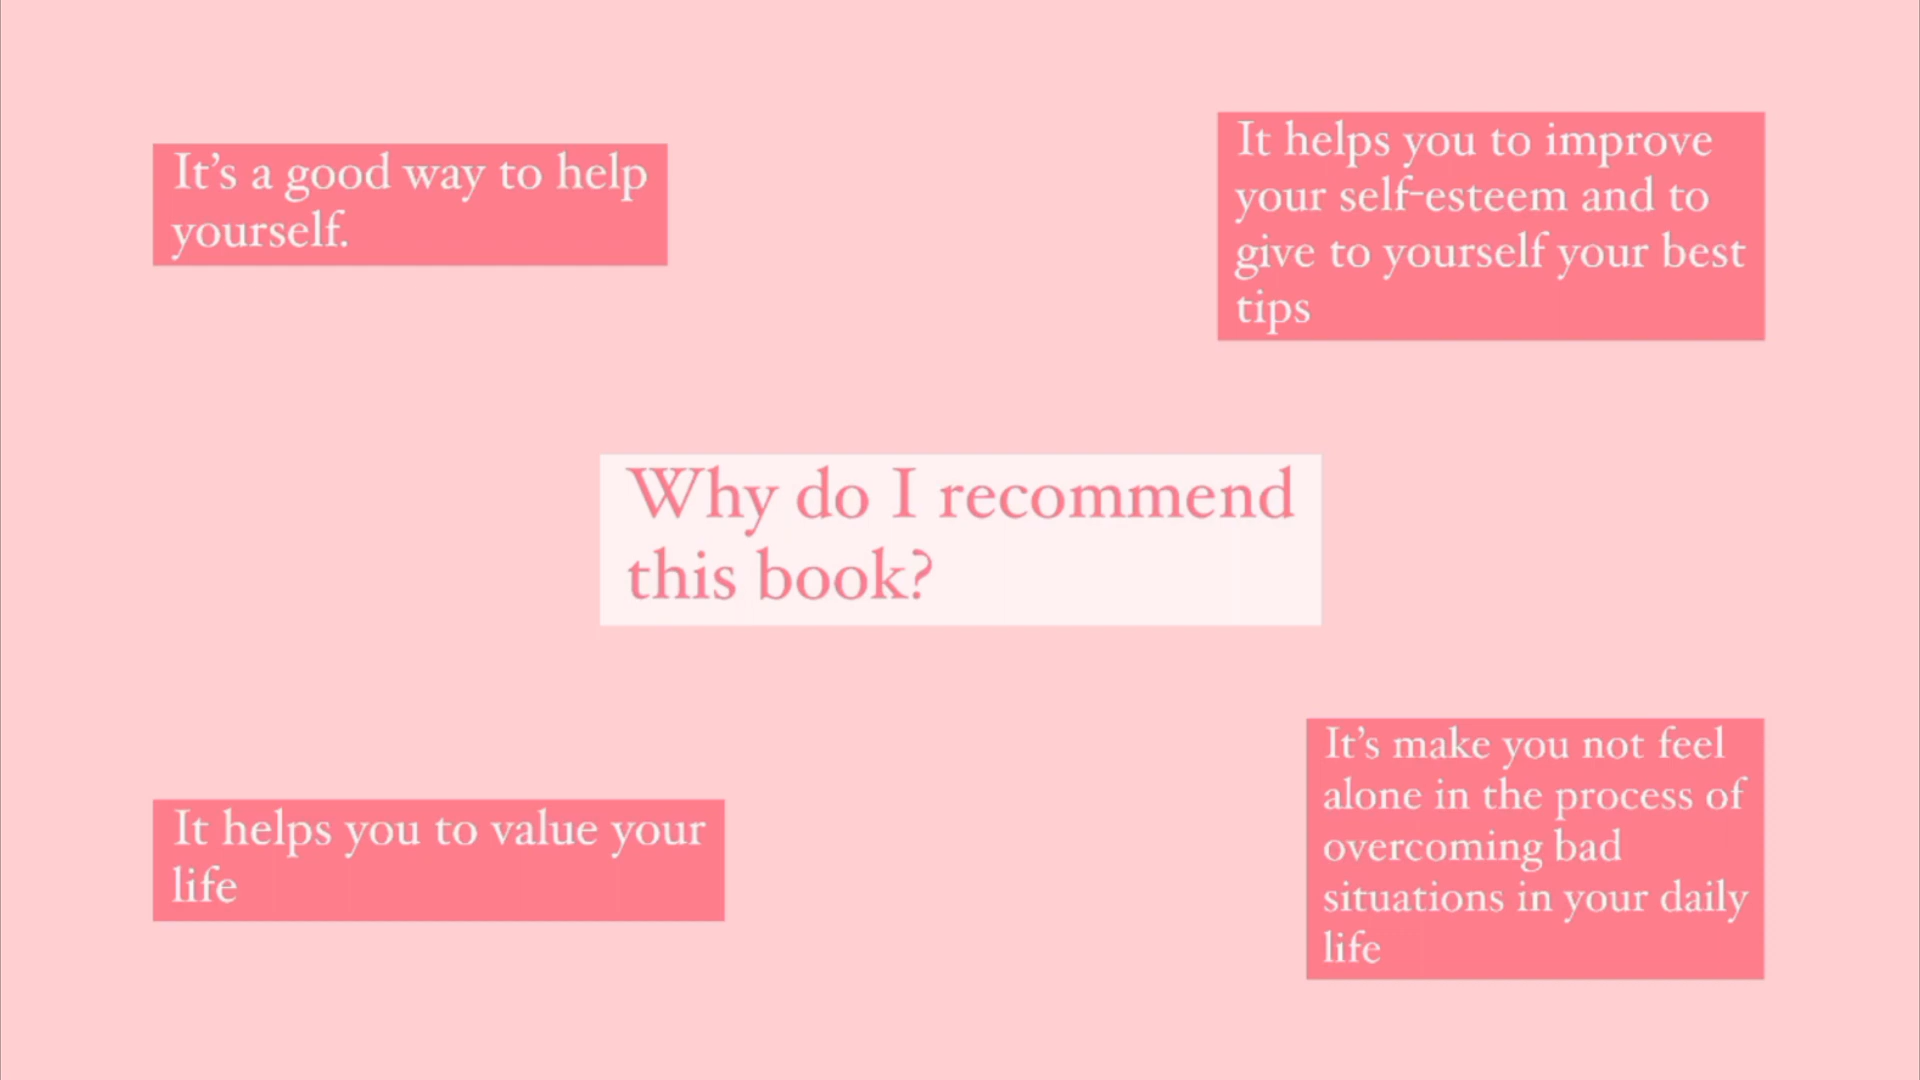 It's a good way to help
yourself.
It helps you to improve
your self-esteem and to
give to yourself your best
tips
Why do I recommend
this book?
It helps you to value your
life
It's make you not feel
alone in the process of
overcoming bad
situations in your daily
life